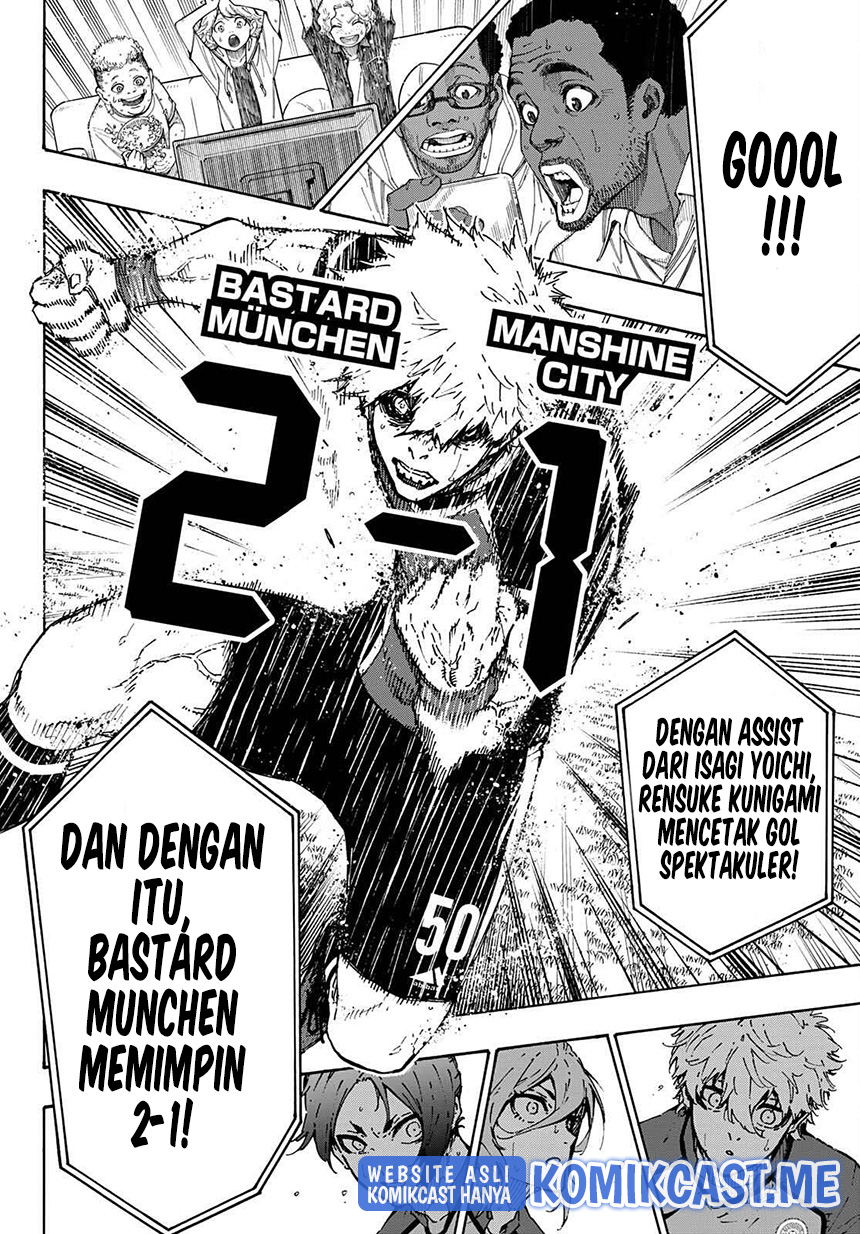 GOOOL
!!!
BASTARD
MÜNCHEN
MANSHINE
CITY
2-1
DENGAN ASSIST
DARI ISAGI YOICHI,
RENSUKE KUNIGAMI
MENCETAK GOL
SPEKTAKULER!
50
DAN DENGAN
ITU,
BASTARD
MUNCHEN
MEMIMPIN
2-1!
WEBSITE ASLI
KOMIKCAST HANYA
KOMIKCAST.ME